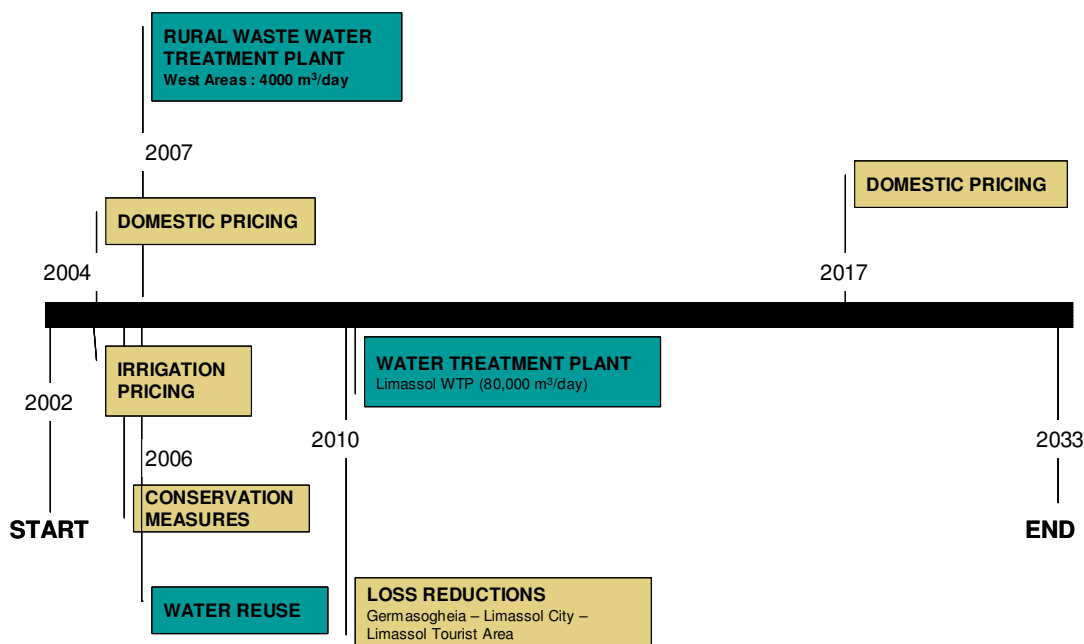 RURAL WASTE WATER
TREATMENT PLANT
West Areas : 4000 m³/day
2007
DOMESTIC PRICING
DOMESTIC PRICING
2004
2017
WATER TREATMENT PLANT
Limassol WTP (80,000 m³/day)
IRRIGATION
PRICING
2002
2010
2033
2006
CONSERVATION
MEASURES
START
END
WATER REUSE
LOSS REDUCTIONS
Germasogheia – Limassol City –
Limassol Tourist Area